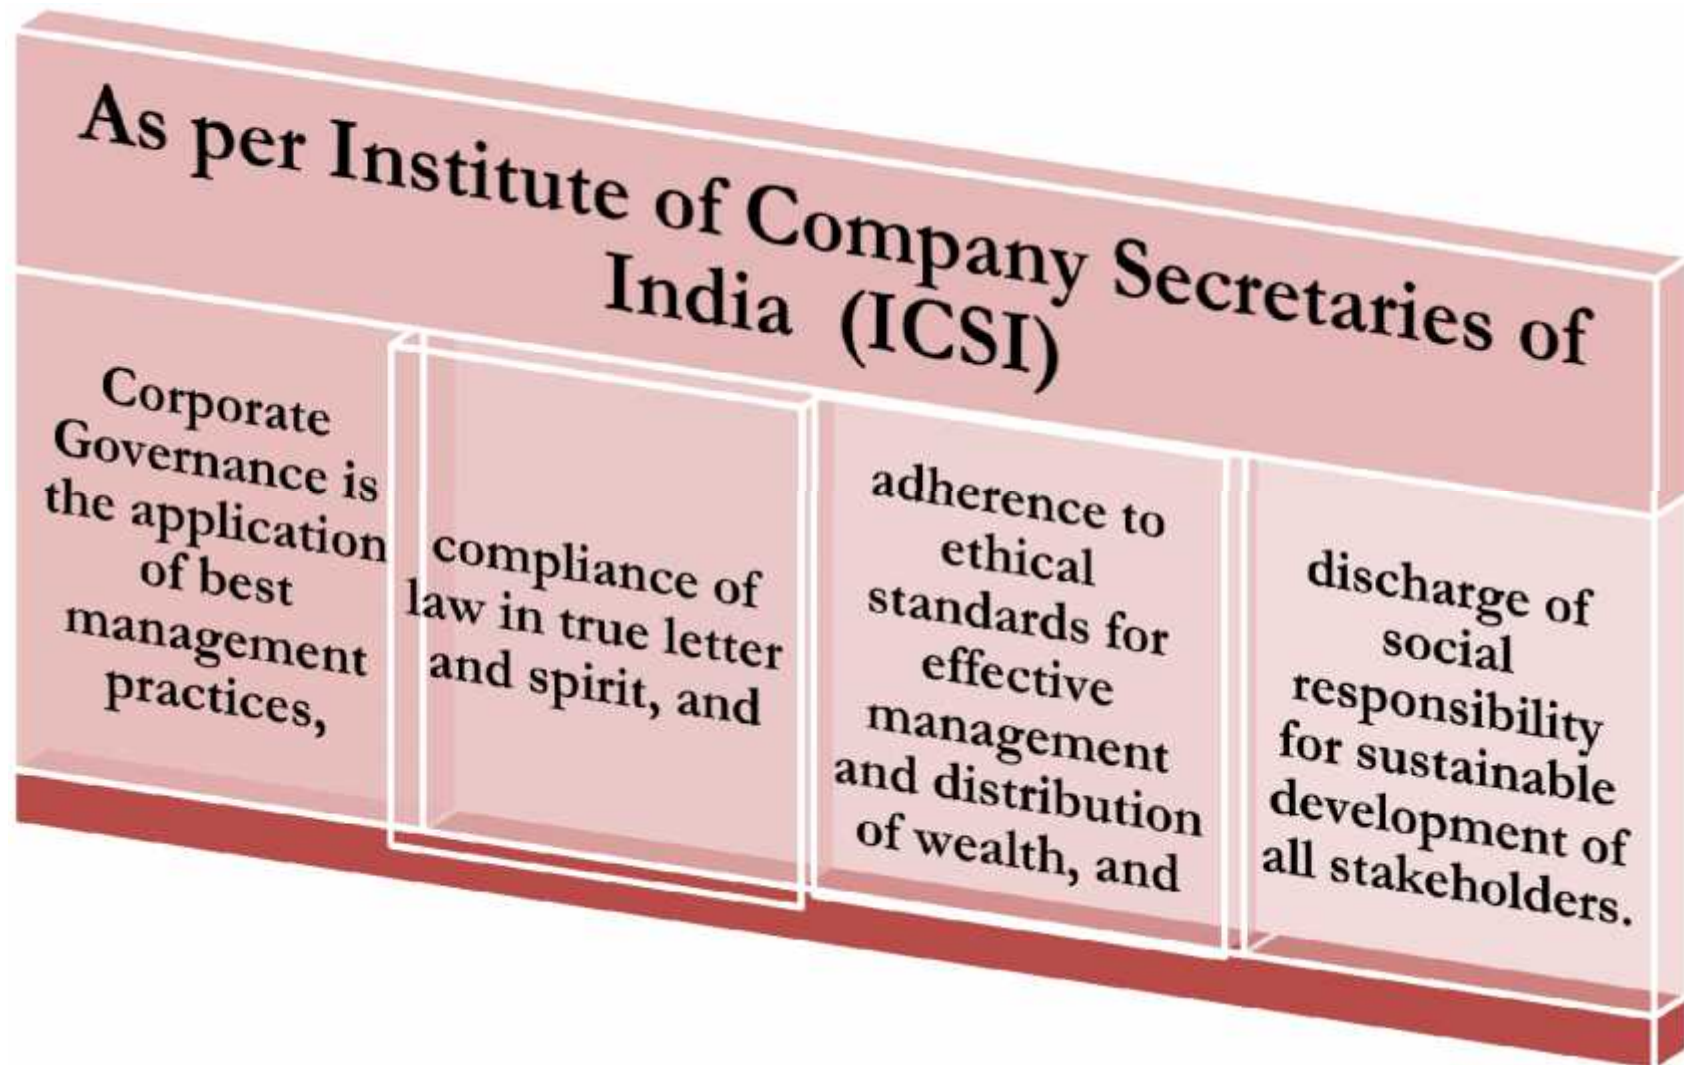 As per Institute of Company Secretaries of
India (ICSI)
Corporate
Governance is
the application
of best
management
practices,
compliance of
law in true letter
and spirit, and
adherence to
ethical
standards for
effective
management
and distribution
of wealth, and
discharge of
social
responsibility
for sustainable
development of
all stakeholders.